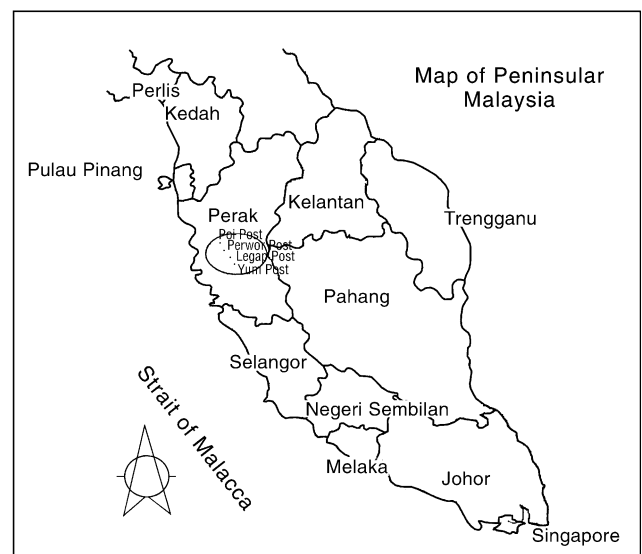 Map of Peninsular
Malaysia
Perlis
Kedah
Pulau Pinang
Kelantan
Perak
Trengganu
Poi Post
Perwor Post
Legap Post
Yum Post
Pahang
Selangor
Strait of Malacca
Negeri Sembilan
Melaka
Johor
Singapore